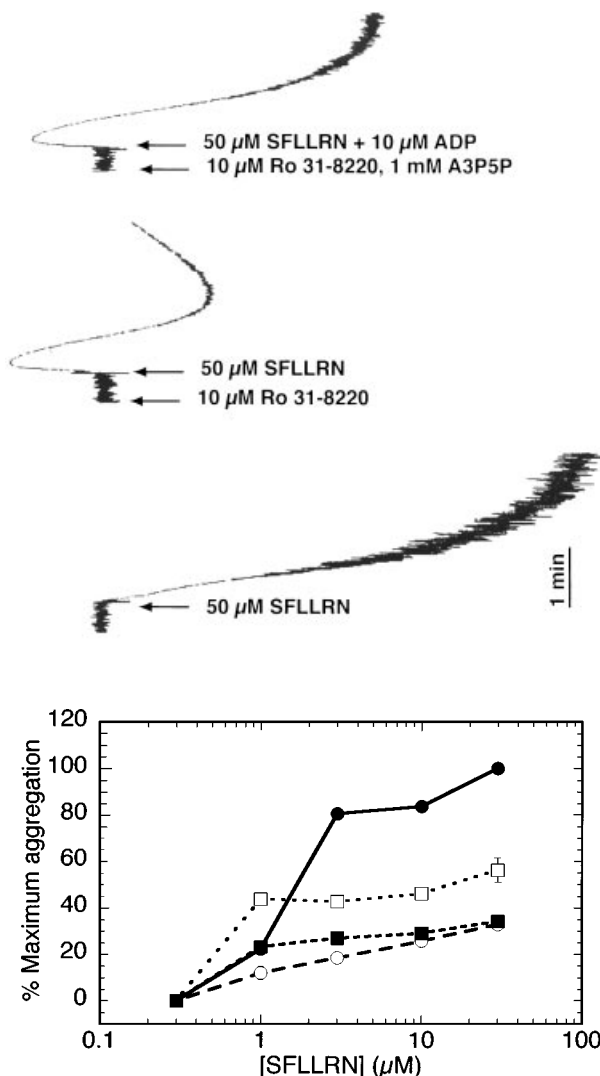 50 µM SFLLRN + 10 µM ADP
10 µM Ro 31-8220, 1 mM A3P5P
50 µM SFLLRN
10 µM Ro 31-8220
50 µM SFLLRN
1 min
120
100
80
60
40
20
0
% Maximum aggregation
0.1
1
10
100
[SFLLRN] (µM)